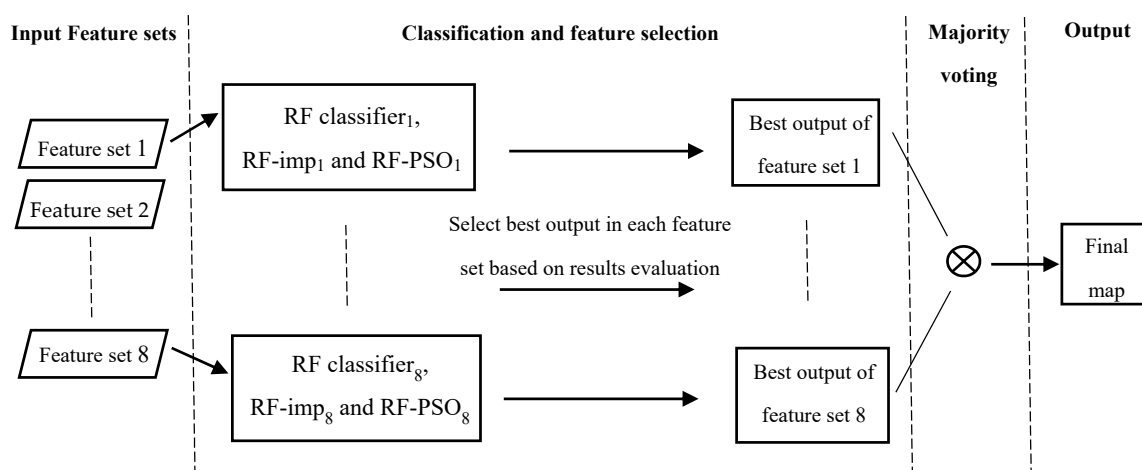 Input Feature sets
Classification and feature selection
Majority
voting
Output
Feature set 1
Feature set 2
Feature set 8
RF classifier₁,
RF-imp₁ and RF-PSO₁
Select best output in each feature
set based on results evaluation
RF classifier₈,
RF-imp₈ and RF-PSO₈
Best output of
feature set 1
Best output of
feature set 8
Final
map